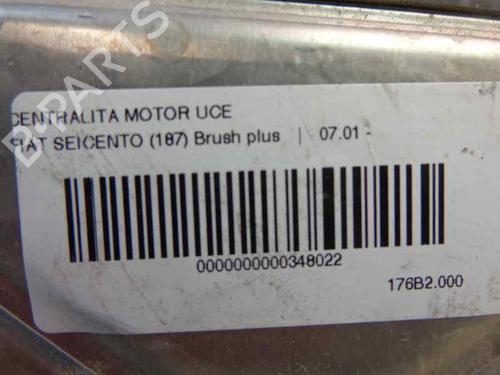 CENTRALITA MOTOR UCE
FIAT SEICENTO (187) Brush plus | 07.01 -
0000000000348022
176B2.000